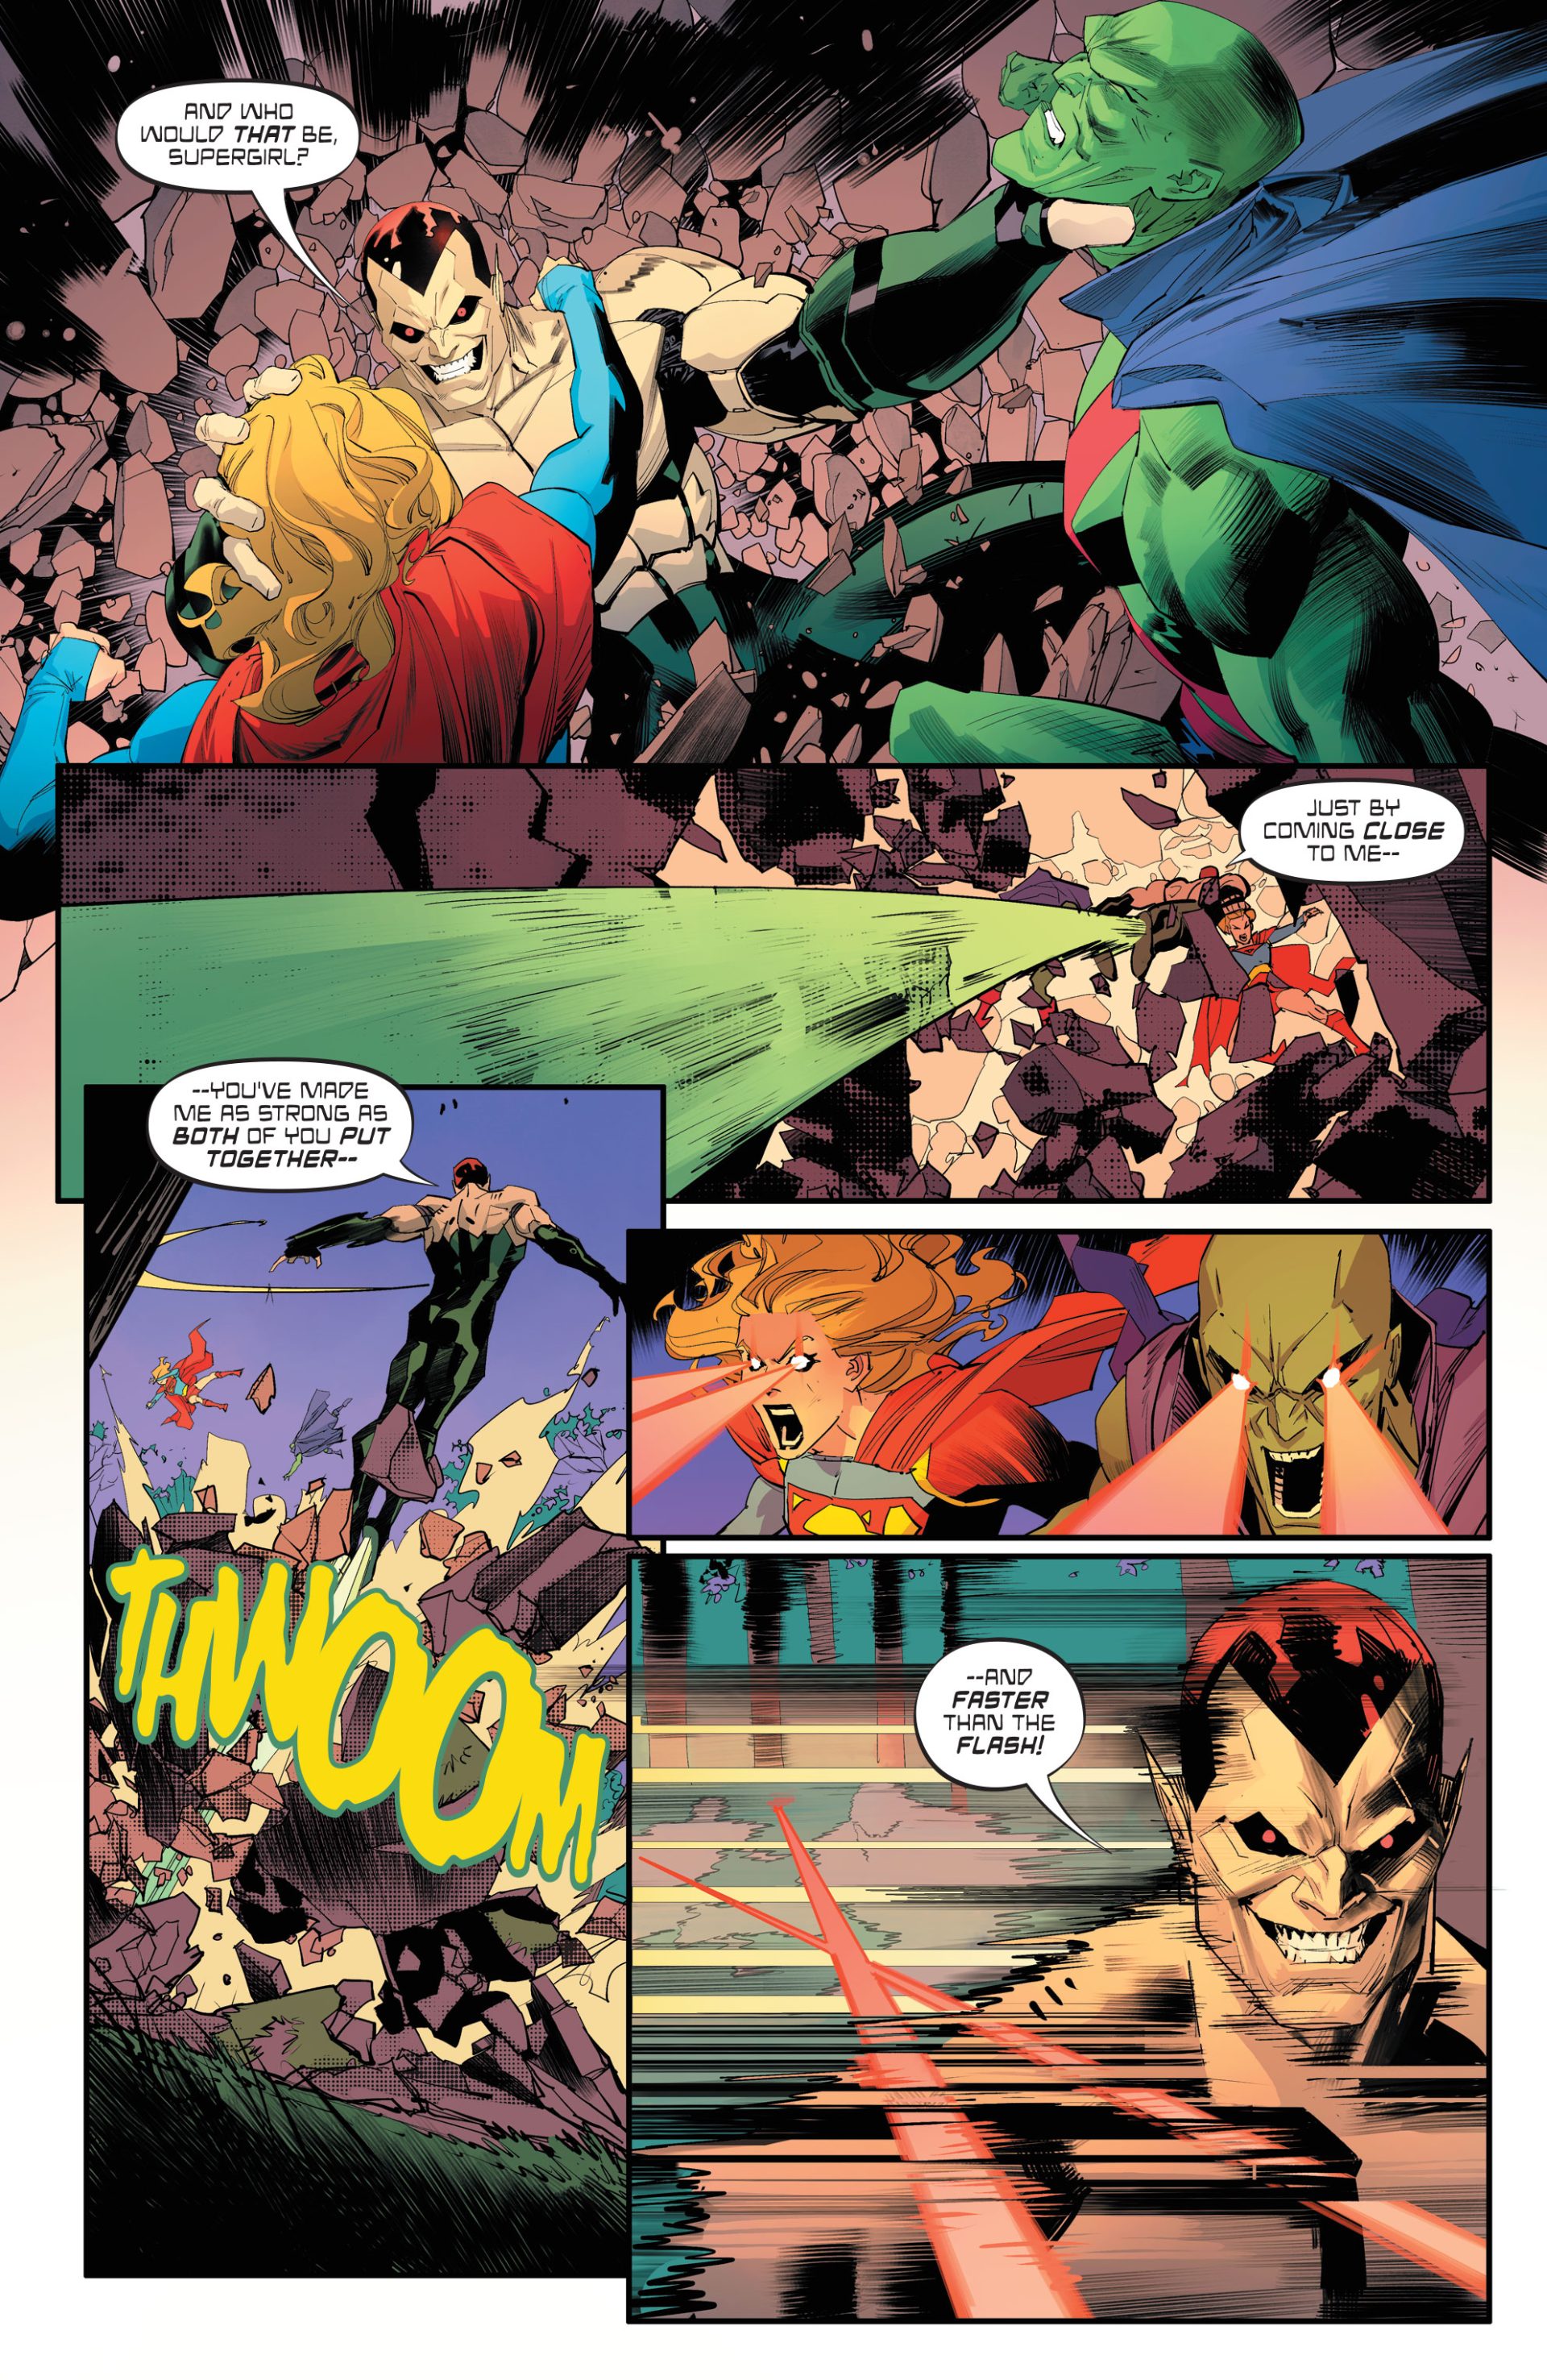 AND WHO
WOULD THAT BE,
SUPERGIRL?
JUST BY
COMING CLOSE
TO ME--
--YOU'VE MADE
ME AS STRONG AS
BOTH OF YOU PUT
TOGETHER--
THWOOM
--AND
FASTER
THAN THE
FLASH!